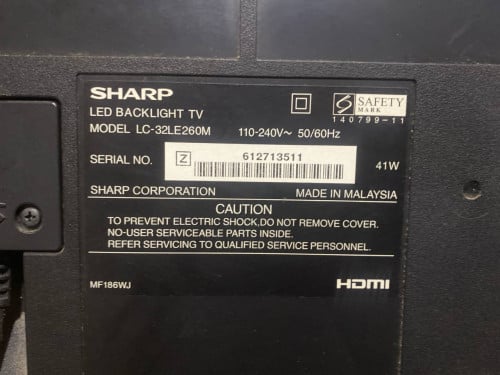 SHARP
LED BACKLIGHT TV
MODEL LC-32LE260M 110-240V~ 50/60Hz
S SAFETY
MARK
140799-11
SERIAL NO. Z 612713511
41W
SHARP CORPORATION MADE IN MALAYSIA
CAUTION
TO PREVENT ELECTRIC SHOCK,DO NOT REMOVE COVER.
NO-USER SERVICEABLE PARTS INSIDE.
REFER SERVICING TO QUALIFIED SERVICE PERSONNEL.
MF186WJ HDMI